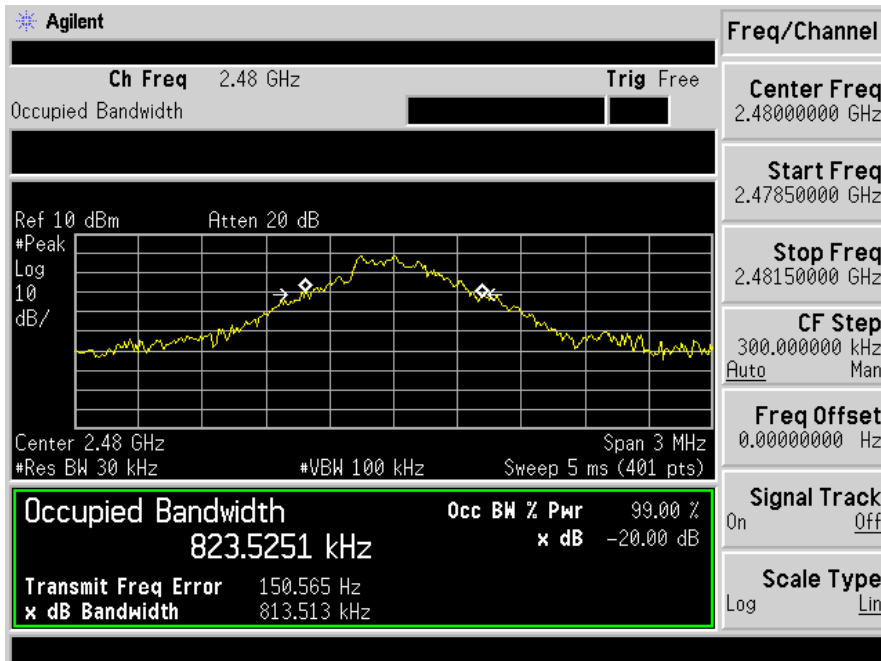 Agilent
Freq/Channel
Ch Freq 2.48 GHz Trig Free
Occupied Bandwidth
Center Freq
2.48000000 GHz
Start Freq
2.47850000 GHz
Stop Freq
2.48150000 GHz
CF Step
300.000000 kHz
Auto Man
Freq Offset
0.00000000 Hz
Signal Track
On Off
Scale Type
Log Lin
Ref 10 dBm Atten 20 dB
#Peak
Log
10
dB/
Center 2.48 GHz Span 3 MHz
#Res BW 30 kHz #VBW 100 kHz Sweep 5 ms (401 pts)
Occupied Bandwidth
823.5251 kHz
Occ BW % Pwr 99.00 %
x dB -20.00 dB
Transmit Freq Error 150.565 Hz
x dB Bandwidth 813.513 kHz